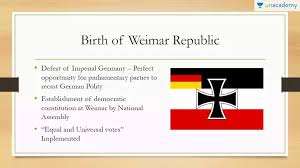 unacademy
Birth of Weimar Republic
• Defeat of Imperial Germany – Perfect
opportunity for parliamentary parties to
recast German Polity
• Establishment of democratic
constitution at Weimar by National
Assembly
• "Equal and Universal votes"
Implemented